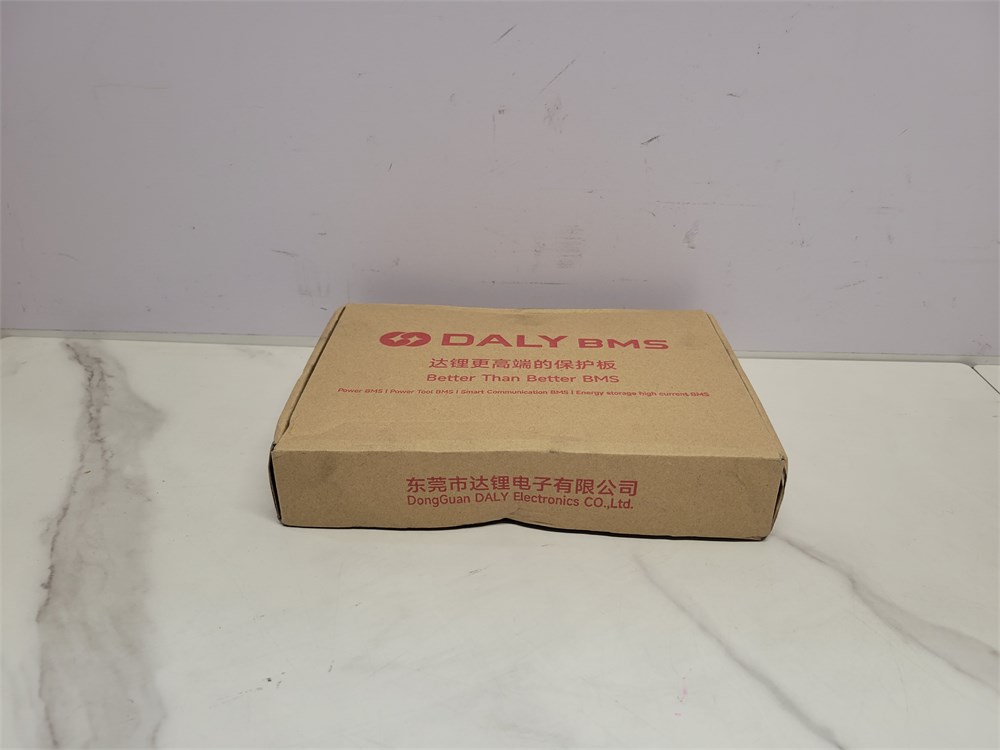 DALY BMS
达锂更高端的保护板
Better Than Better BMS
Power BMS | Power Tool BMS | Smart Communication BMS | Energy storage high current BMS
东莞市达锂电子有限公司
DongGuan DALY Electronics CO.,Ltd.